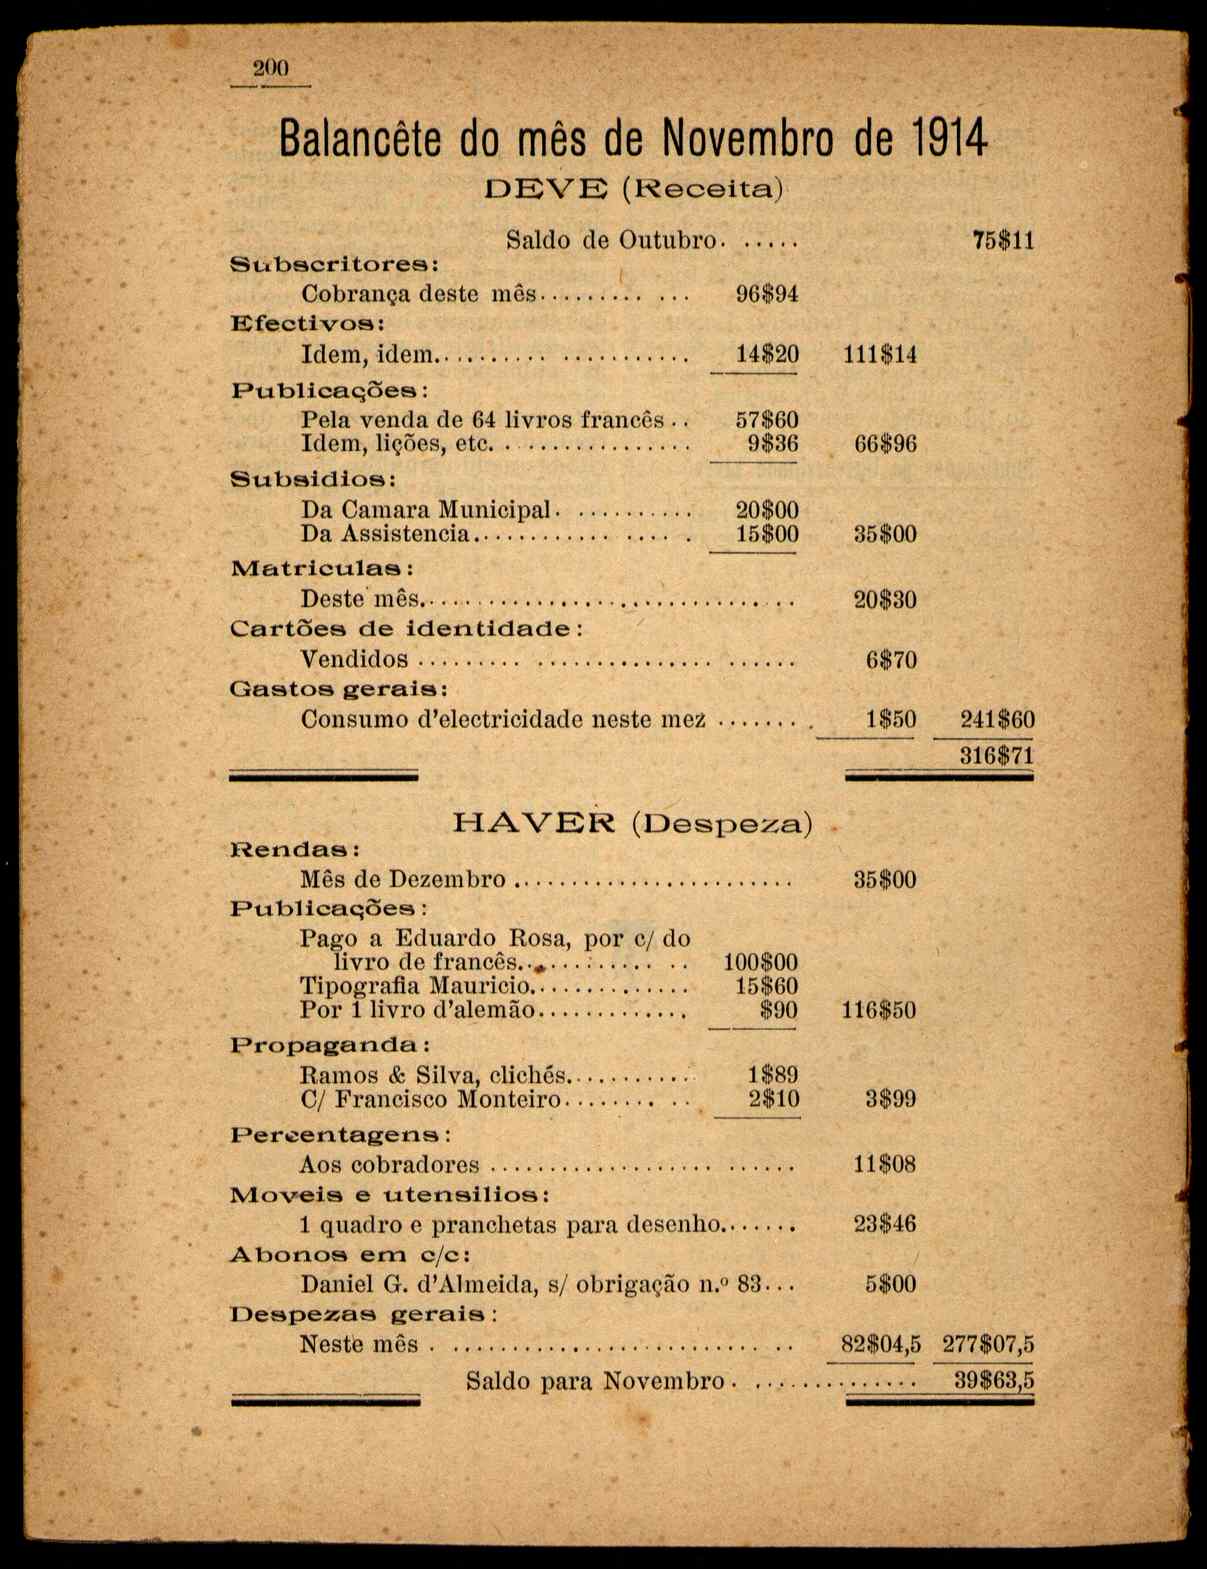 200
Balancête do mês de Novembro de 1914
DEVE (Receita)
Saldo de Outubro. ..... 75$11
Subscritores:
Cobrança deste mês......... ... 96$94
Efectivos:
Idem, idem.......... ........... 14$20 111$14
Publicações:
Pela venda de 64 livros francês .. 57$60
Idem, lições, etc. ................ 9$36 66$96
Subsidios:
Da Camara Municipal. .......... 20$00
Da Assistencia............ ..... . 15$00 35$00
Matriculas:
Deste mês................................ 20$30
Cartões de identidade:
Vendidos ......... ............... ...... 6$70
Gastos gerais:
Consumo d'electricidade neste mez ........ 1$50 241$60
316$71
HAVER (Despeza)
Rendas:
Mês de Dezembro ........................ 35$00
Publicações:
Pago a Eduardo Rosa, por c/ do
livro de francês............. .. 100$00
Tipografia Mauricio.............. 15$60
Por 1 livro d'alemão............. $90 116$50
Propaganda:
Ramos & Silva, clichés........... 1$89
C/ Francisco Monteiro........ .. 2$10 3$99
Percentagens:
Aos cobradores ................... ...... 11$08
Moveis e utensilios:
1 quadro e pranchetas para desenho....... 23$46
Abonos em c/c:
Daniel G. d'Almeida, s/ obrigação n.º 83... 5$00
Despezas gerais:
Neste mês . .......................... .. 82$04,5 277$07,5
Saldo para Novembro. .............. 39$63,5